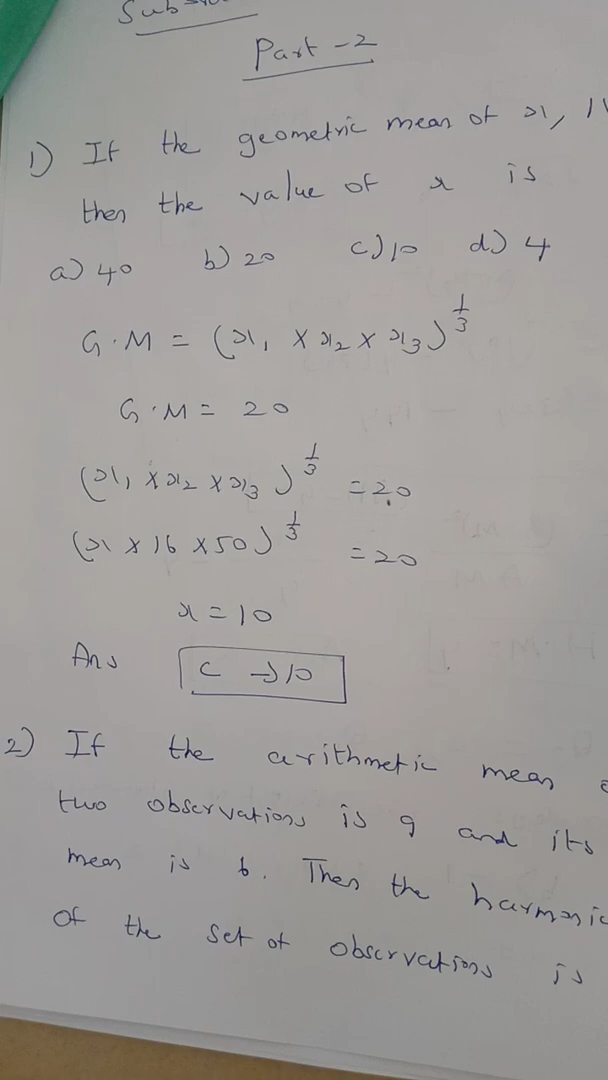 Sub
Part - 2
1) If the geometric mean of x,
then the value of x is
a) 40 b) 20 c) 10 d) 4
G.M = (x₁ × x₂ × x₃)^1/3
G.M = 20
(x₁ × x₂ × x₃)^1/3 = 20
(x × 16 × 50)^1/3 = 20
x = 10
Ans c → 10
2) If the arithmetic mean
two observations is 9 and its
mean is 6. Then the harmonic
of the set of observations is